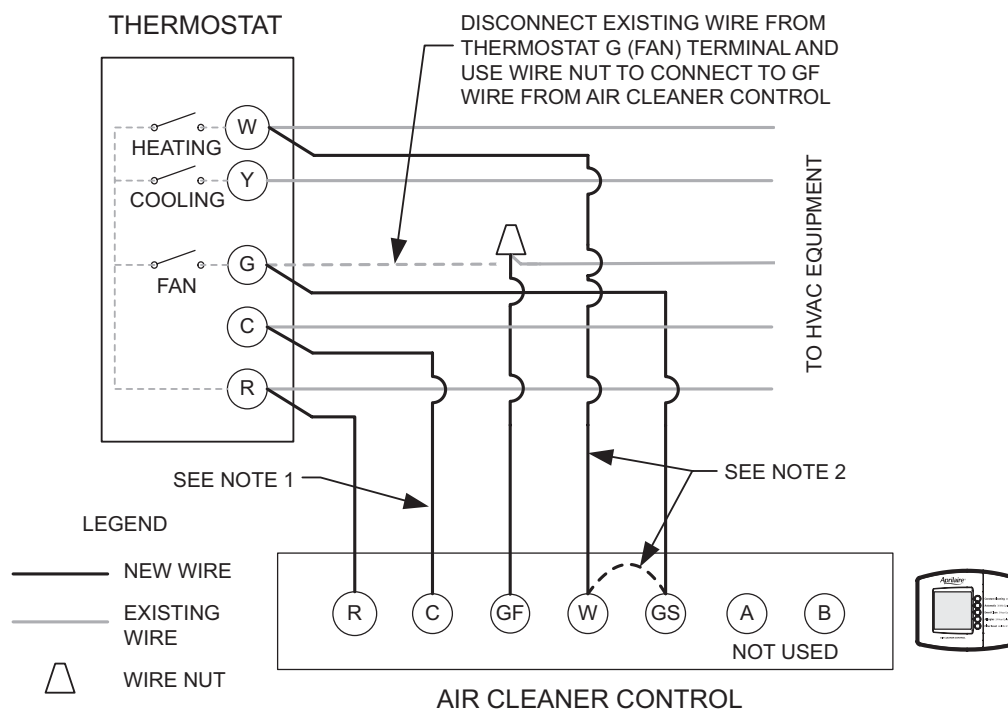 THERMOSTAT
DISCONNECT EXISTING WIRE FROM
THERMOSTAT G (FAN) TERMINAL AND
USE WIRE NUT TO CONNECT TO GF
WIRE FROM AIR CLEANER CONTROL
W
HEATING
Y
COOLING
G
FAN
C
R
TO HVAC EQUIPMENT
SEE NOTE 1
SEE NOTE 2
LEGEND
NEW WIRE
EXISTING
WIRE
WIRE NUT
R
C
GF
W
GS
A
B
NOT USED
AIR CLEANER CONTROL
Aprilaire